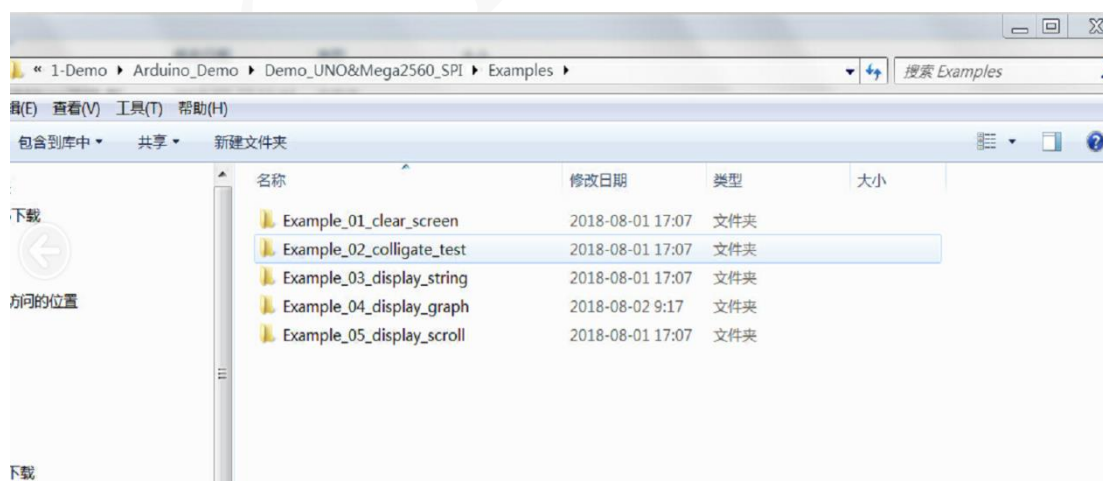 « 1-Demo ▸ Arduino_Demo ▸ Demo_UNO&Mega2560_SPI ▸ Examples ▸ 搜索 Examples
辑(E) 查看(V) 工具(T) 帮助(H)
包含到库中 共享 新建文件夹
名称 修改日期 类型 大小
下载 Example_01_clear_screen 2018-08-01 17:07 文件夹
Example_02_colligate_test 2018-08-01 17:07 文件夹
Example_03_display_string 2018-08-01 17:07 文件夹
访问的位置 Example_04_display_graph 2018-08-02 9:17 文件夹
Example_05_display_scroll 2018-08-01 17:07 文件夹
下载